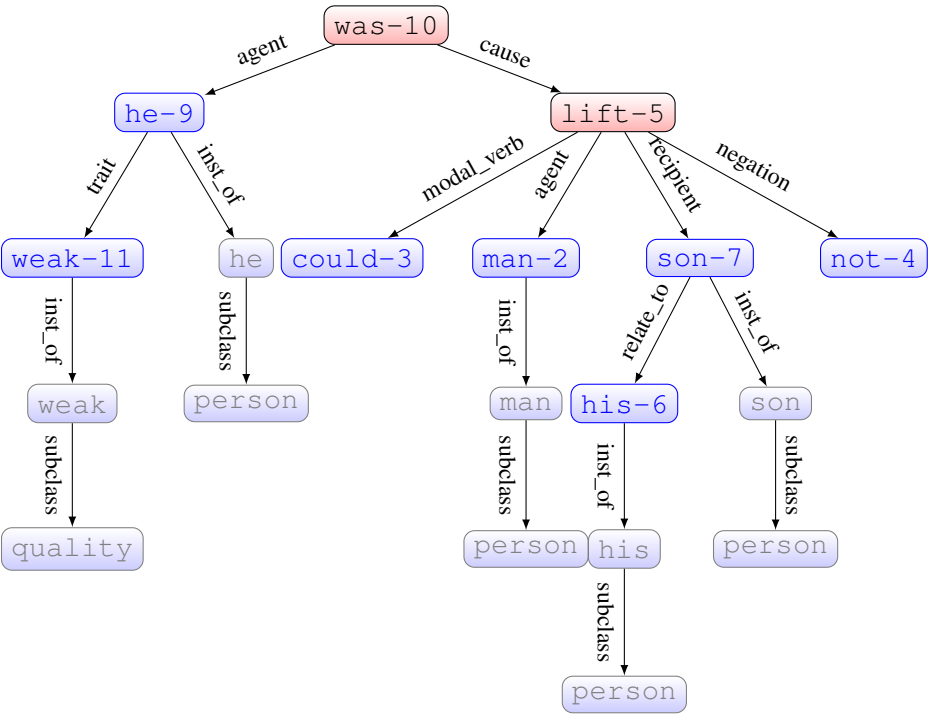 was-10
agent
cause
he-9
lift-5
trait
inst_of
modal_verb
agent
recipient
negation
weak-11
he
could-3
man-2
son-7
not-4
inst_of
subclass
inst_of
relate_to
inst_of
weak
person
man
his-6
son
subclass
subclass
inst_of
subclass
quality
person
his
person
subclass
person